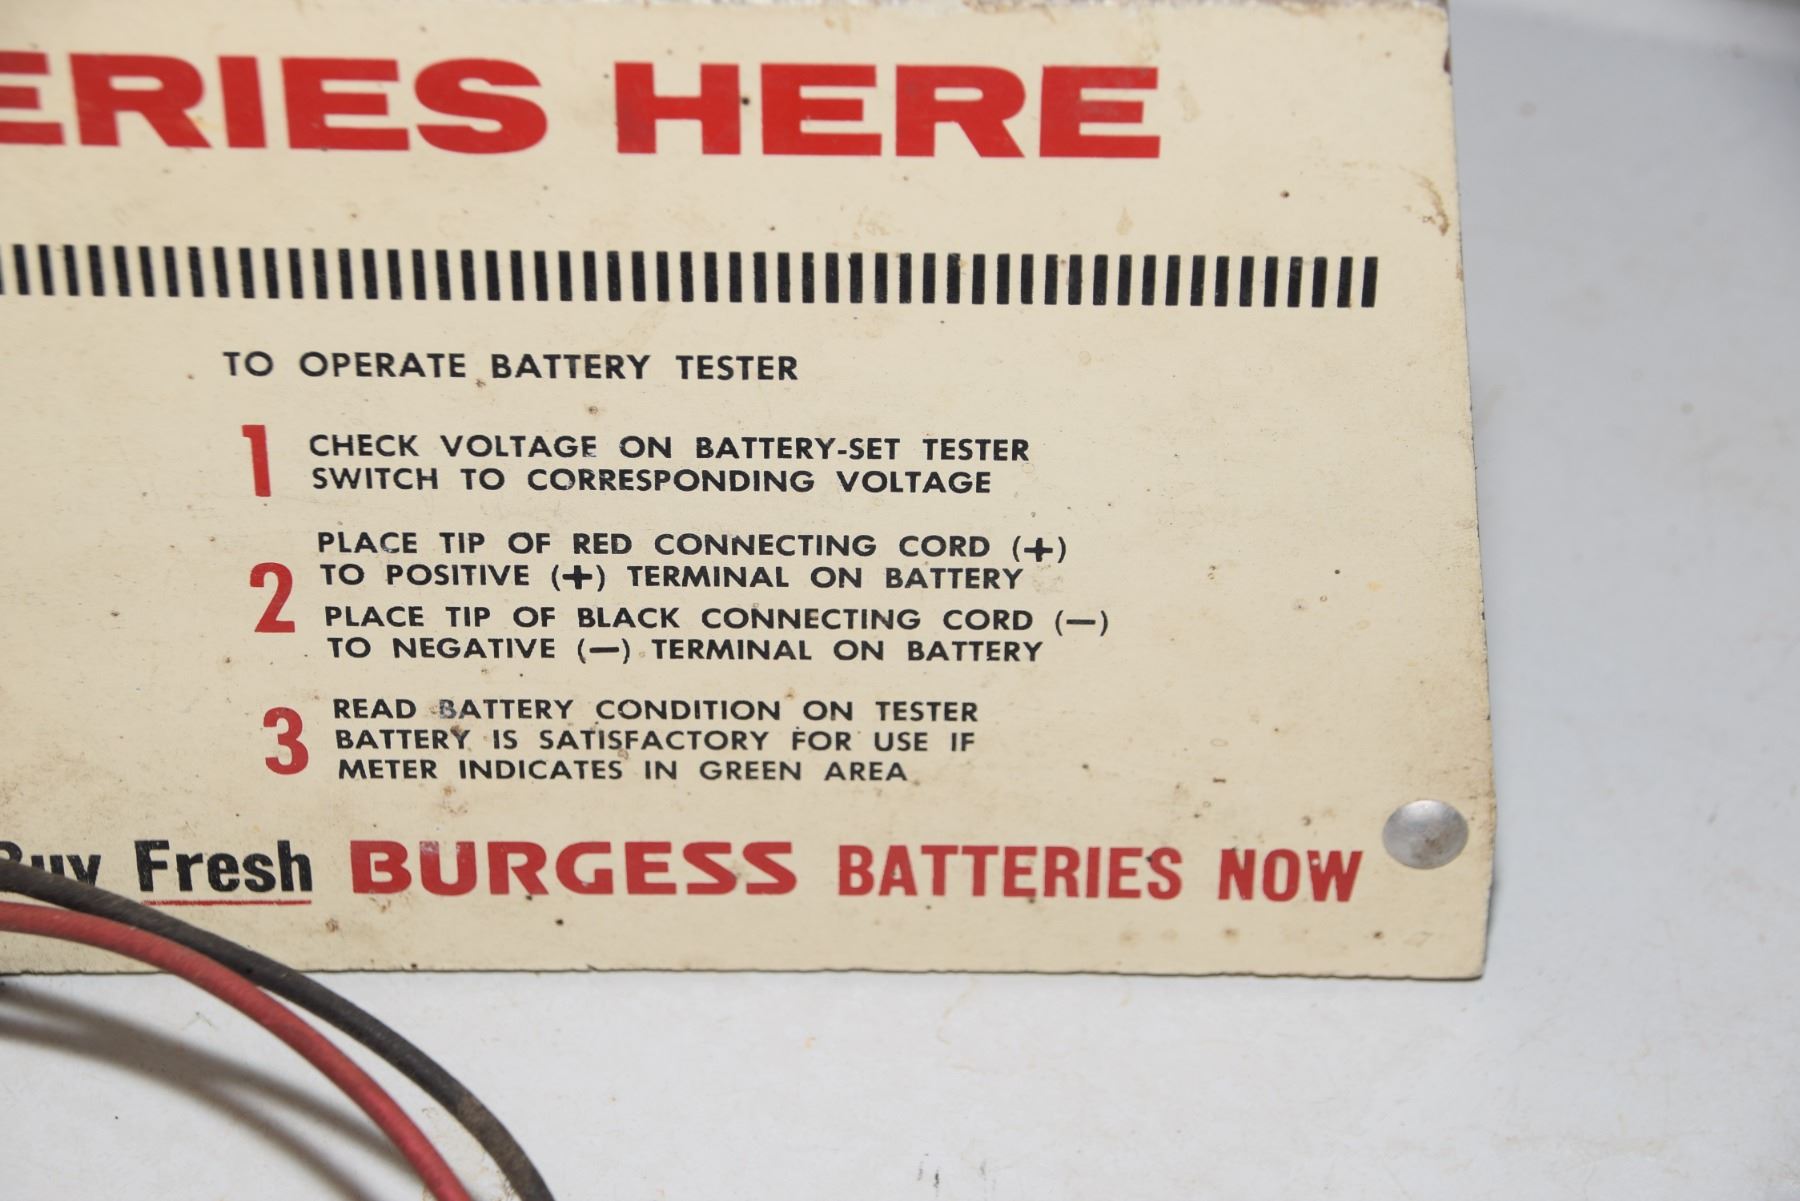 ERIES HERE
TO OPERATE BATTERY TESTER
1 CHECK VOLTAGE ON BATTERY-SET TESTER
SWITCH TO CORRESPONDING VOLTAGE
2 PLACE TIP OF RED CONNECTING CORD (+)
TO POSITIVE (+) TERMINAL ON BATTERY
PLACE TIP OF BLACK CONNECTING CORD (—)
TO NEGATIVE (—) TERMINAL ON BATTERY
3 READ BATTERY CONDITION ON TESTER
BATTERY IS SATISFACTORY FOR USE IF
METER INDICATES IN GREEN AREA
Buy Fresh BURGESS BATTERIES NOW